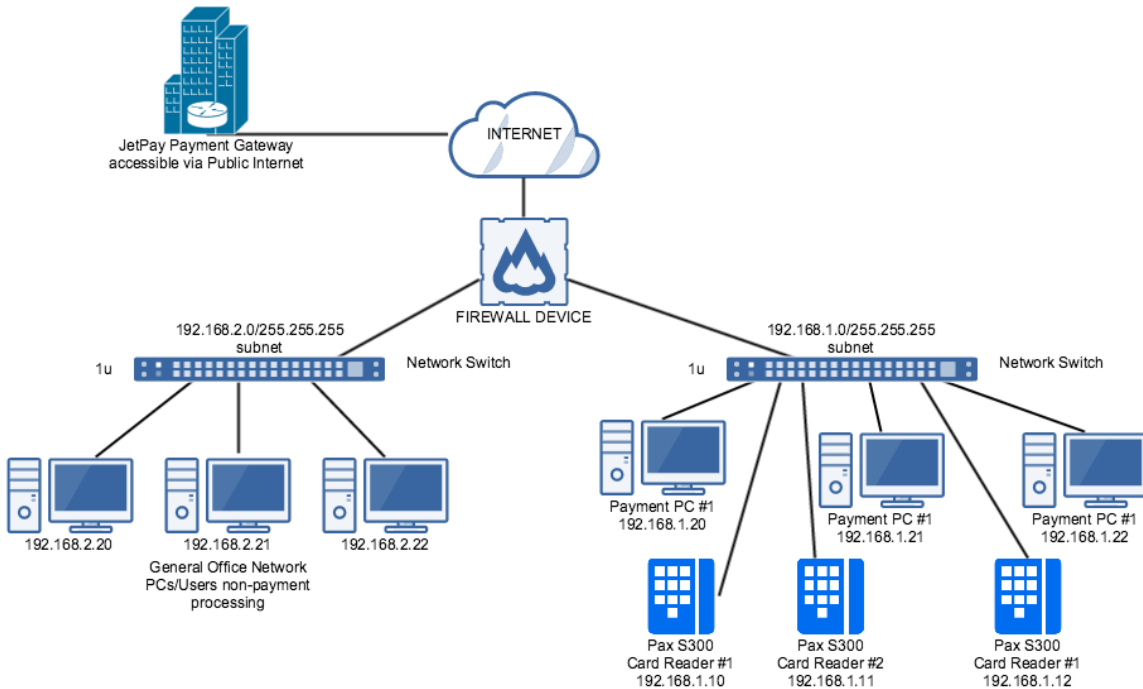 JetPay Payment Gateway
accessible via Public Internet
INTERNET
FIREWALL DEVICE
192.168.2.0/255.255.255
subnet
1u
Network Switch
192.168.1.0/255.255.255
subnet
1u
Network Switch
192.168.2.20
192.168.2.21
192.168.2.22
General Office Network
PCs/Users non-payment
processing
Payment PC #1
192.168.1.20
Payment PC #1
192.168.1.21
Payment PC #1
192.168.1.22
Pax S300
Card Reader #1
192.168.1.10
Pax S300
Card Reader #2
192.168.1.11
Pax S300
Card Reader #1
192.168.1.12